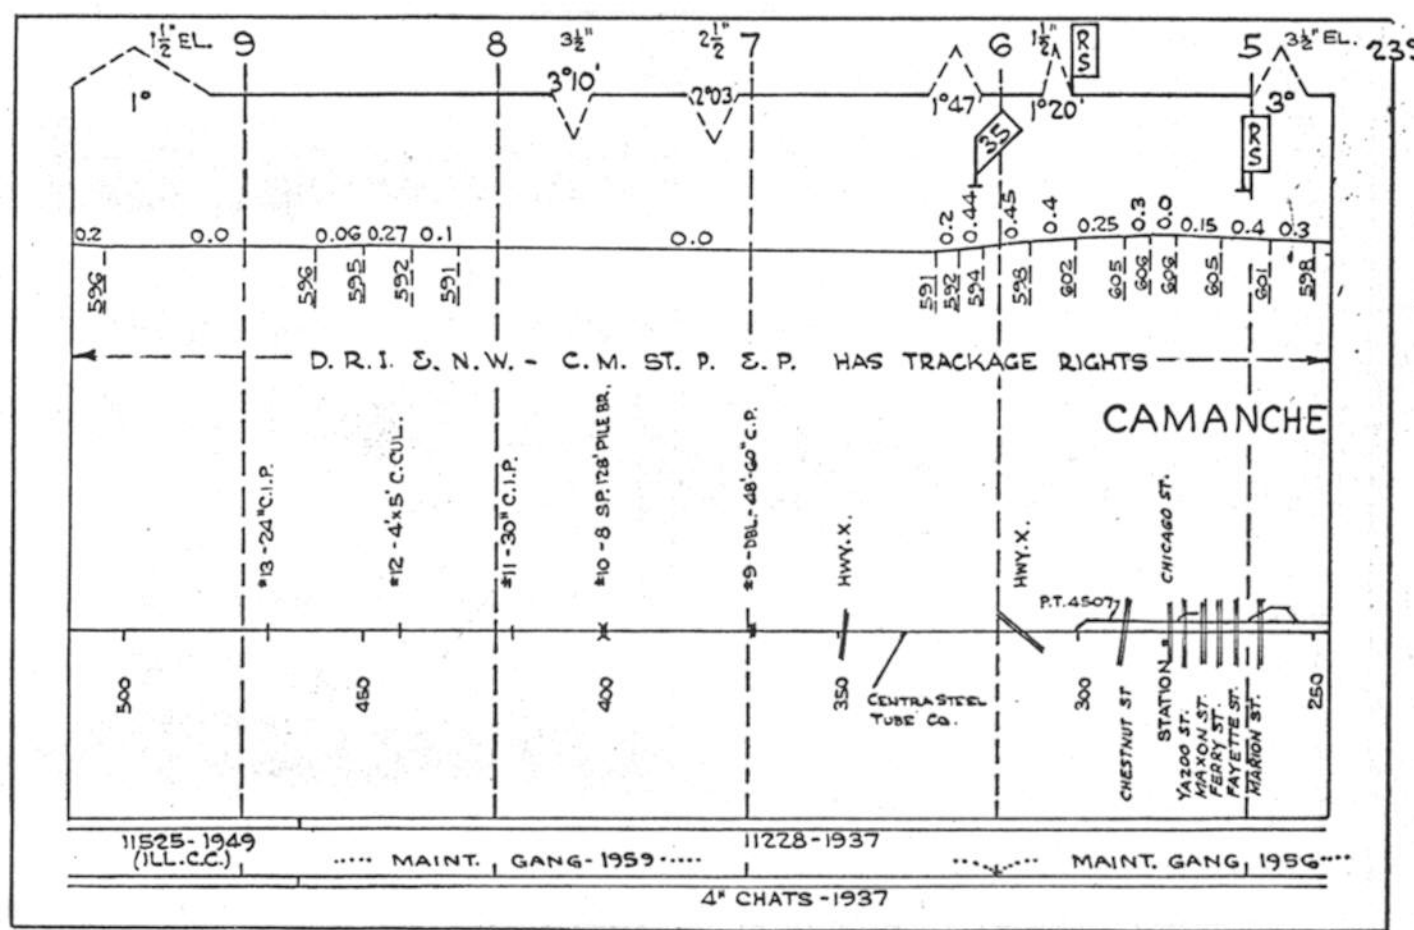 1½" EL. 9 8 3½" 2½" 7 6 1½" RS 5 3½" EL. 239
1° 3°10' 2°03 1°47' 1°20' 3°
35 RS
0.2 0.0 0.06 0.27 0.1 0.0 0.2 0.44 0.45 0.4 0.25 0.3 0.0 0.15 0.4 0.3
596 596 595 592 591 591 592 594 598 602 605 606 606 605 601 598
D. R. I. & N. W. - C. M. ST. P. & P. HAS TRACKAGE RIGHTS
CAMANCHE
#13 - 24" C.I.P.
#12 - 4'x5' C.CUL.
#11 - 30" C.I.P.
#10 - 8 SP. 128' PILE BR.
#9 - DBL. - 48'-60" C.P.
HWY. X.
HWY. X.
CHICAGO ST.
P.T. 4507
500 450 400 350 300 250
CENTRA STEEL
TUBE CO.
CHESTNUT ST
STATION
YAZOO ST.
MAXON ST.
FERRY ST.
FAYETTE ST.
MARION ST.
11525 - 1949 11228 - 1937
(ILL. C.C.) ..... MAINT. GANG - 1959 ..... MAINT. GANG 1956 ....
4" CHATS - 1937